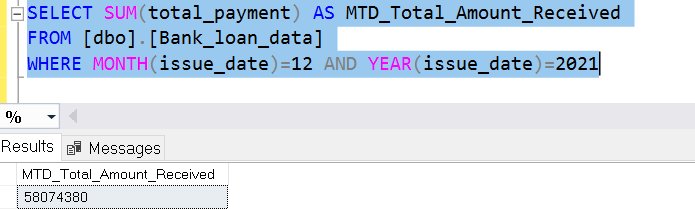 SELECT SUM(total_payment) AS MTD_Total_Amount_Received
FROM [dbo].[Bank_loan_data]
WHERE MONTH(issue_date)=12 AND YEAR(issue_date)=2021
%
Results Messages
MTD_Total_Amount_Received
58074380